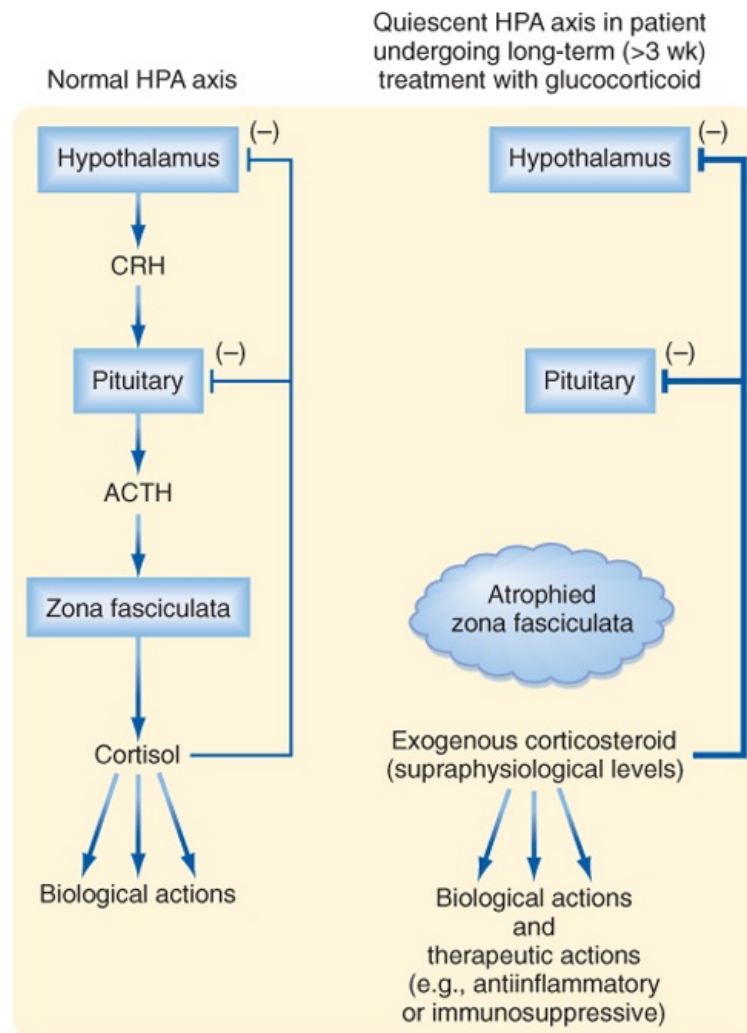 Normal HPA axis
Hypothalamus
(–)
CRH
Pituitary
(–)
ACTH
Zona fasciculata
Cortisol
Biological actions
Quiescent HPA axis in patient
undergoing long-term (>3 wk)
treatment with glucocorticoid
Hypothalamus
(–)
Pituitary
(–)
Atrophied
zona fasciculata
Exogenous corticosteroid
(supraphysiological levels)
Biological actions
and
therapeutic actions
(e.g., antiinflammatory
or immunosuppressive)